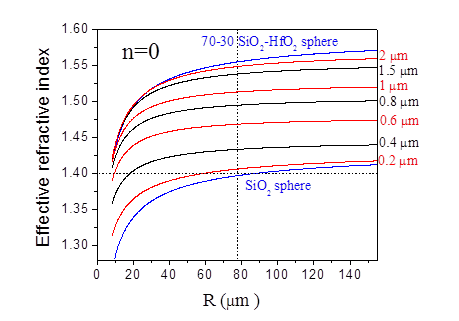 n=0
70-30 SiO₂-HfO₂ sphere
2 μm
1.5 μm
1 μm
0.8 μm
0.6 μm
0.4 μm
0.2 μm
SiO₂ sphere
Effective refractive index
1.60
1.55
1.50
1.45
1.40
1.35
1.30
0 20 40 60 80 100 120 140
R (μm )